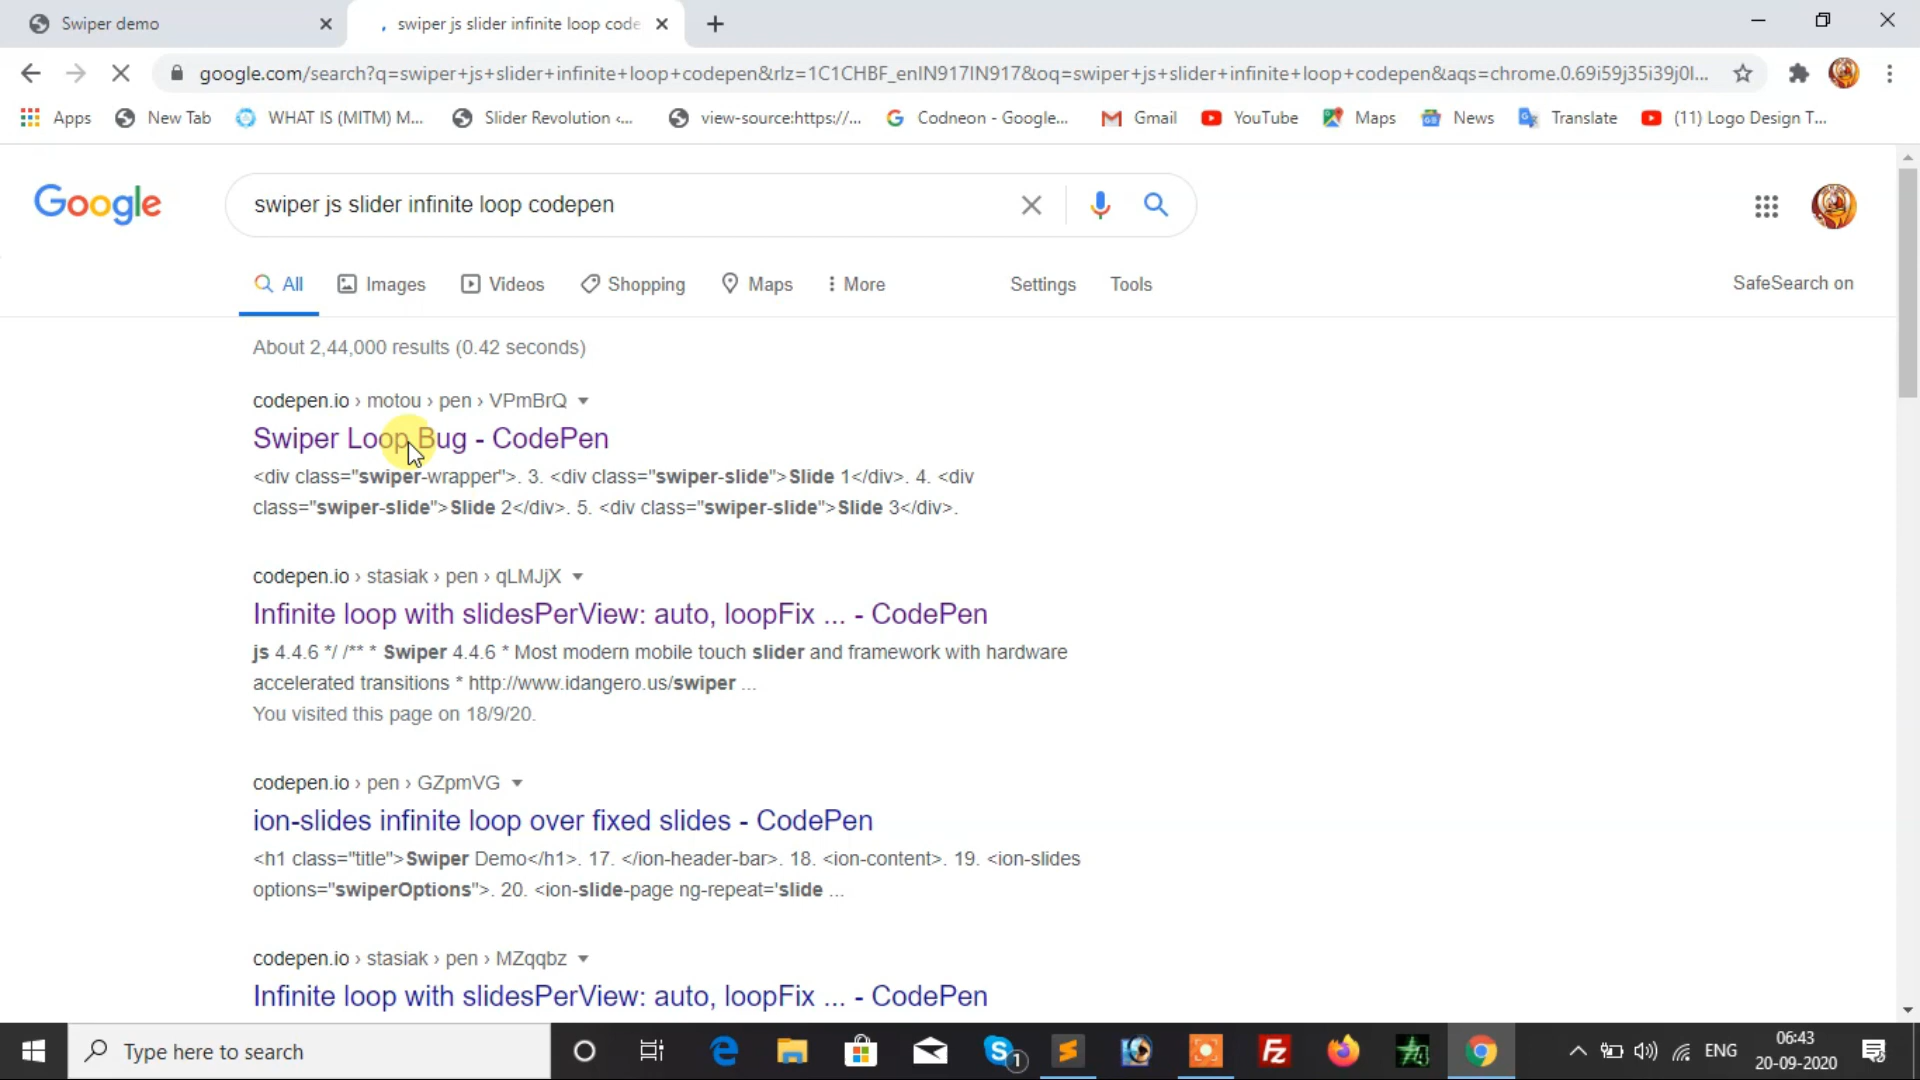 Swiper demo
swiper js slider infinite loop code
google.com/search?q=swiper+js+slider+infinite+loop+codepen&rlz=1C1CHBF_enIN917IN917&oq=swiper+js+slider+infinite+loop+codepen&aqs=chrome.0.69i59j35i39j0l...
Apps New Tab WHAT IS (MITM) M... Slider Revolution ‹... view-source:https://... Codneon - Google... Gmail YouTube Maps News Translate (11) Logo Design T...
Google
swiper js slider infinite loop codepen
All Images Videos Shopping Maps More Settings Tools SafeSearch on
About 2,44,000 results (0.42 seconds)
codepen.io › motou › pen › VPmBrQ
Swiper Loop Bug - CodePen
<div class="swiper-wrapper">. 3. <div class="swiper-slide">Slide 1</div>. 4. <div
class="swiper-slide">Slide 2</div>. 5. <div class="swiper-slide">Slide 3</div>.
codepen.io › stasiak › pen › qLMJjX
Infinite loop with slidesPerView: auto, loopFix ... - CodePen
js 4.4.6 */ /** * Swiper 4.4.6 * Most modern mobile touch slider and framework with hardware
accelerated transitions * http://www.idangero.us/swiper ...
You visited this page on 18/9/20.
codepen.io › pen › GZpmVG
ion-slides infinite loop over fixed slides - CodePen
<h1 class="title">Swiper Demo</h1>. 17. </ion-header-bar>. 18. <ion-content>. 19. <ion-slides
options="swiperOptions">. 20. <ion-slide-page ng-repeat='slide ...
codepen.io › stasiak › pen › MZqqbz
Infinite loop with slidesPerView: auto, loopFix ... - CodePen
Type here to search
1
ENG
06:43
20-09-2020